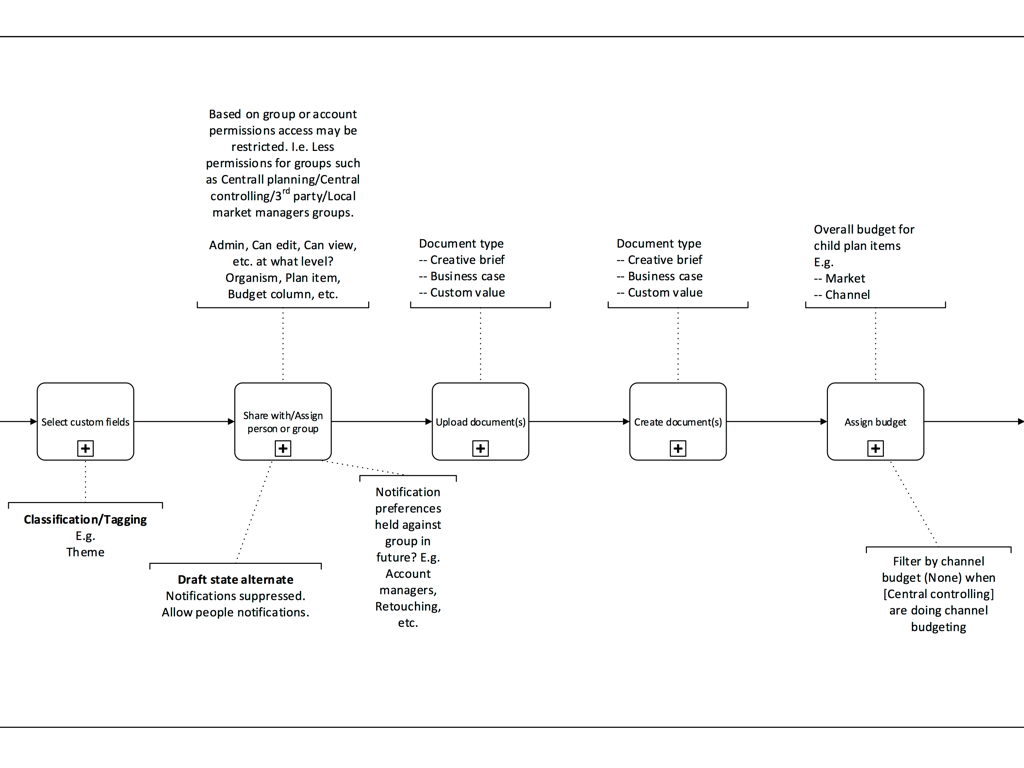 Based on group or account
permissions access may be
restricted. I.e. Less
permissions for groups such
as Centrall planning/Central
controlling/3rd party/Local
market managers groups.
Admin, Can edit, Can view,
etc. at what level?
Organism, Plan item,
Budget column, etc.
Document type
-- Creative brief
-- Business case
-- Custom value
Document type
-- Creative brief
-- Business case
-- Custom value
Overall budget for
child plan items
E.g.
-- Market
-- Channel
Select custom fields
Share with/Assign
person or group
Upload document(s)
Create document(s)
Assign budget
Classification/Tagging
E.g.
Theme
Draft state alternate
Notifications suppressed.
Allow people notifications.
Notification
preferences
held against
group in
future? E.g.
Account
managers,
Retouching,
etc.
Filter by channel
budget (None) when
[Central controlling]
are doing channel
budgeting